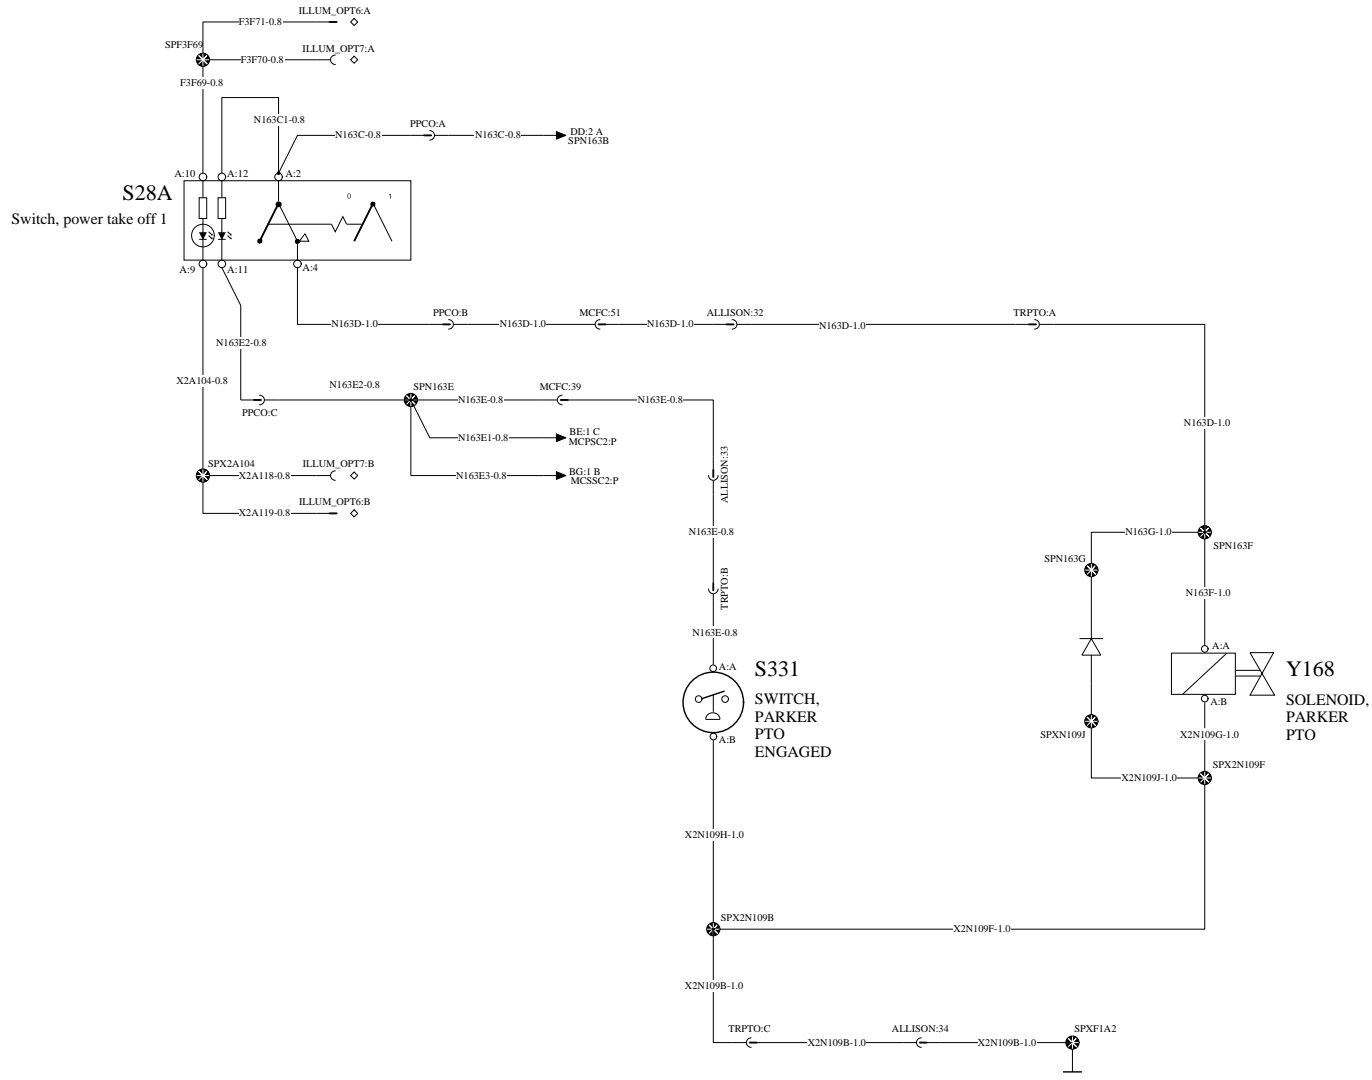 ILLUM_OPT6:A
F3F71-0.8
SPF3F69
ILLUM_OPT7:A
F3F70-0.8
F3F69-0.8
N163C1-0.8
PPCO:A
N163C-0.8
N163C-0.8
DD:2 A
SPN163B
A:10
A:12
A:2
S28A
Switch, power take off 1
0
1
A:9
A:11
A:4
N163D-1.0
PPCO:B
N163D-1.0
MCFC:51
N163D-1.0
ALLISON:32
N163D-1.0
TRPTO:A
N163E2-0.8
X2A104-0.8
N163E2-0.8
SPN163E
MCFC:39
PPCO:C
N163E-0.8
N163E-0.8
N163D-1.0
N163E1-0.8
BE:1 C
MCPSC2:P
SPX2A104
ILLUM_OPT7:B
X2A118-0.8
N163E3-0.8
BG:1 B
MCSSC2:P
ALLISON:33
ILLUM_OPT6:B
X2A119-0.8
N163E-0.8
N163G-1.0
SPN163F
SPN163G
TRPTO:B
N163F-1.0
N163E-0.8
A:A
S331
SWITCH,
PARKER
PTO
ENGAGED
A:B
A:A
Y168
SOLENOID,
PARKER
PTO
A:B
SPXN109J
X2N109G-1.0
SPX2N109F
X2N109J-1.0
X2N109H-1.0
SPX2N109B
X2N109F-1.0
X2N109B-1.0
TRPTO:C
X2N109B-1.0
ALLISON:34
X2N109B-1.0
SPXF1A2